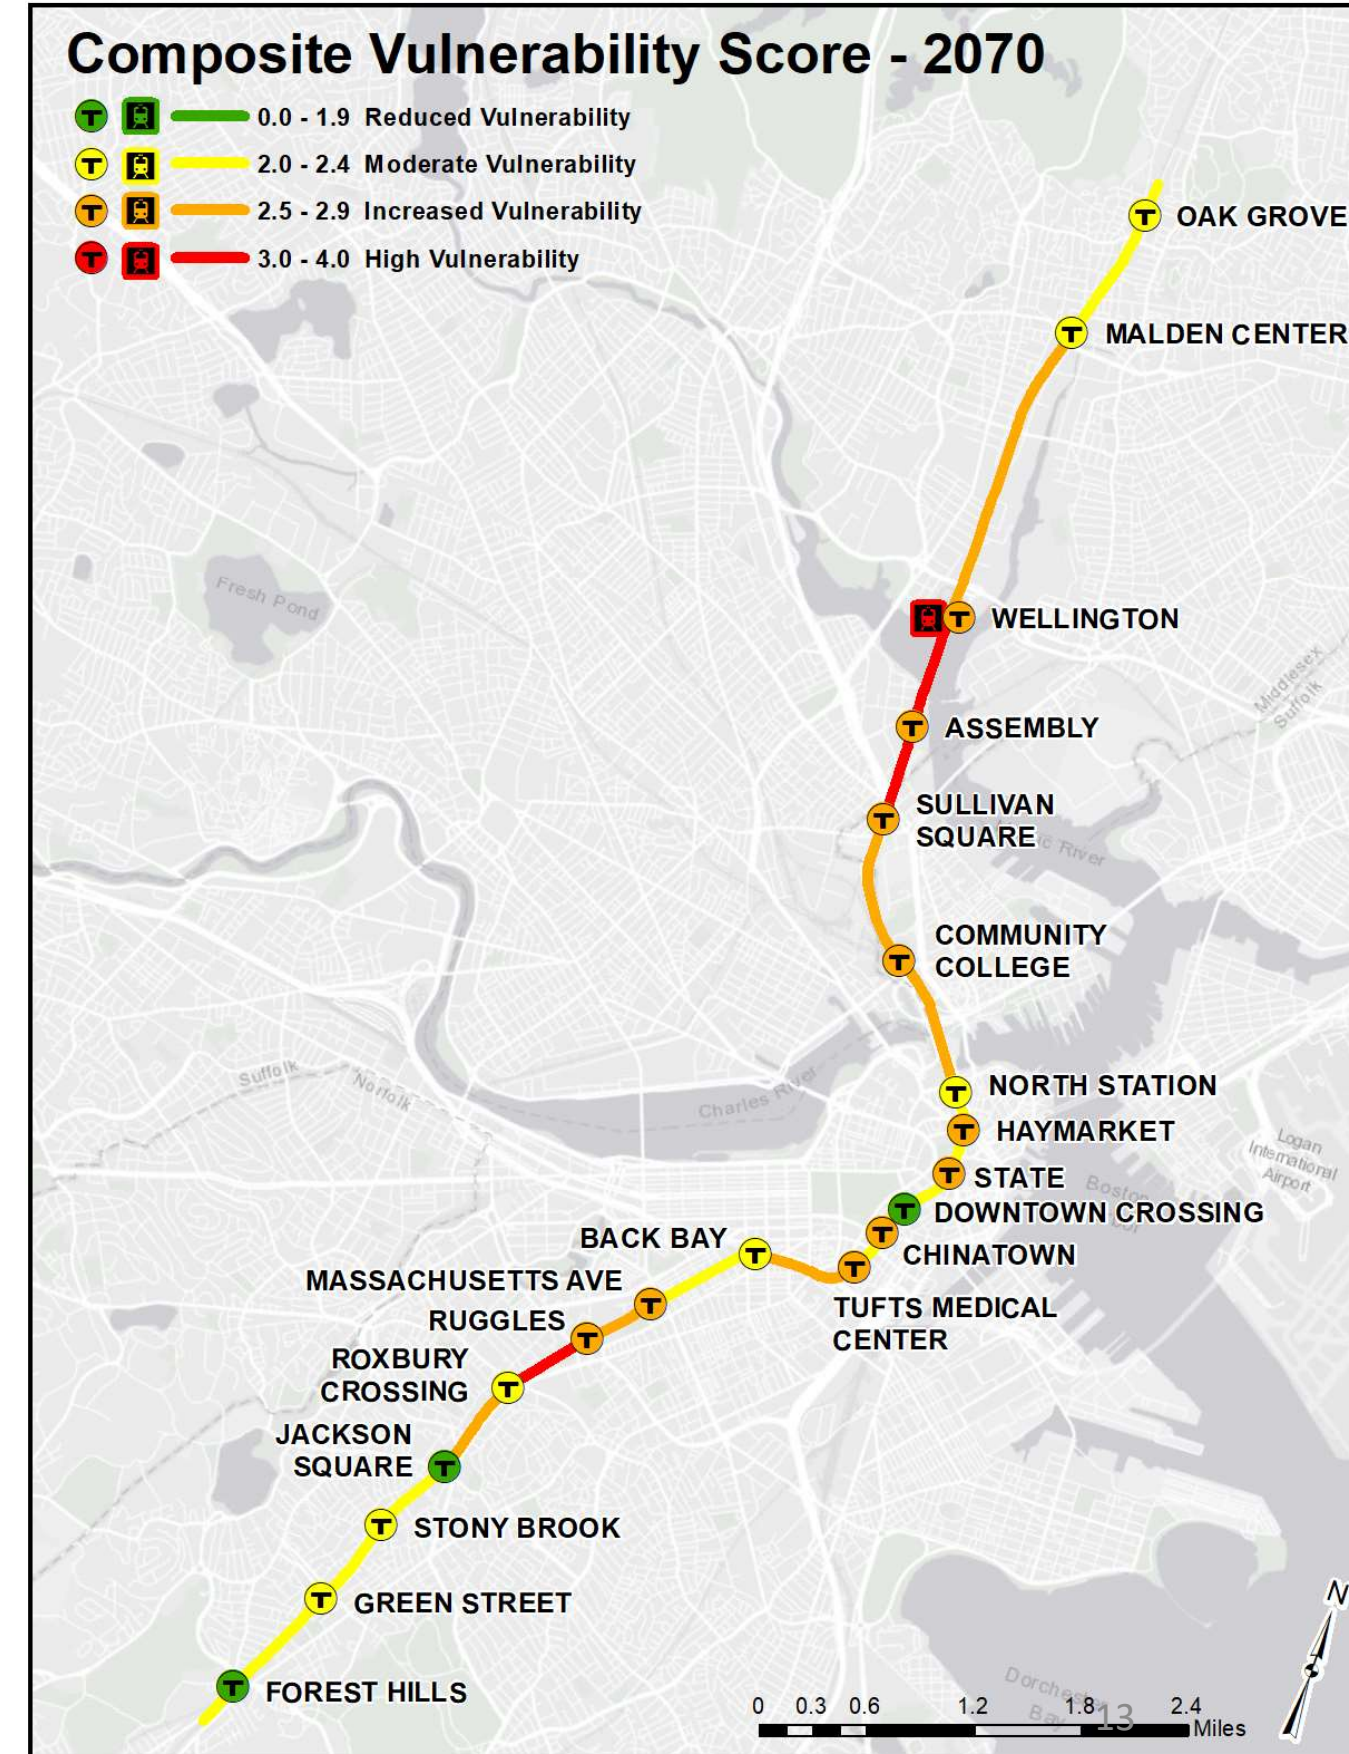 Composite Vulnerability Score - 2070
T 0.0 - 1.9 Reduced Vulnerability
T 2.0 - 2.4 Moderate Vulnerability
T 2.5 - 2.9 Increased Vulnerability
T 3.0 - 4.0 High Vulnerability
T OAK GROVE
T MALDEN CENTER
Fresh Pond
T WELLINGTON
Middlesex
Suffolk
T ASSEMBLY
T SULLIVAN
SQUARE
River
COMMUNITY
T COLLEGE
Suffolk
Norfolk
Charles River
T NORTH STATION
T HAYMARKET
Logan
International
Airport
T STATE
Boston
T DOWNTOWN CROSSING
BACK BAY T
T CHINATOWN
MASSACHUSETTS AVE T
T TUFTS MEDICAL
CENTER
RUGGLES T
ROXBURY
CROSSING T
JACKSON
SQUARE T
T STONY BROOK
T GREEN STREET
T FOREST HILLS
N
Dorchester
Bay
0 0.3 0.6 1.2 1.8 2.4
Miles
13